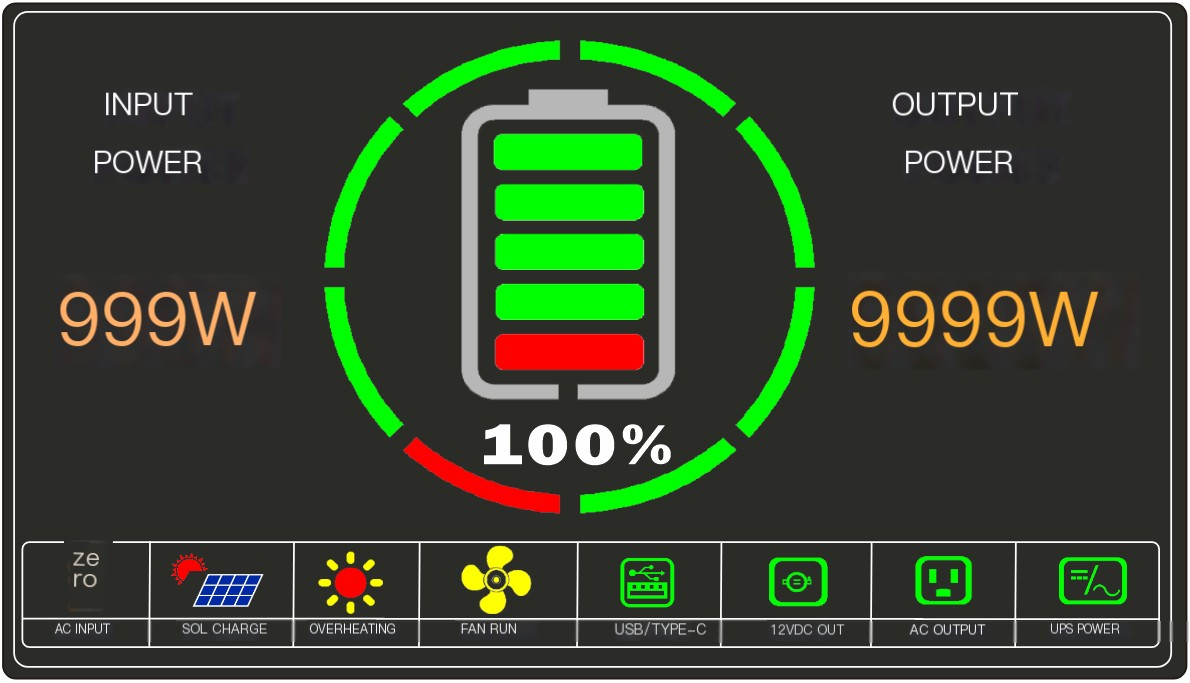 INPUT
POWER
OUTPUT
POWER
999W
9999W
100%
ze
ro
AC INPUT
SOL CHARGE
OVERHEATING
FAN RUN
USB/TYPE-C
12VDC OUT
AC OUTPUT
UPS POWER